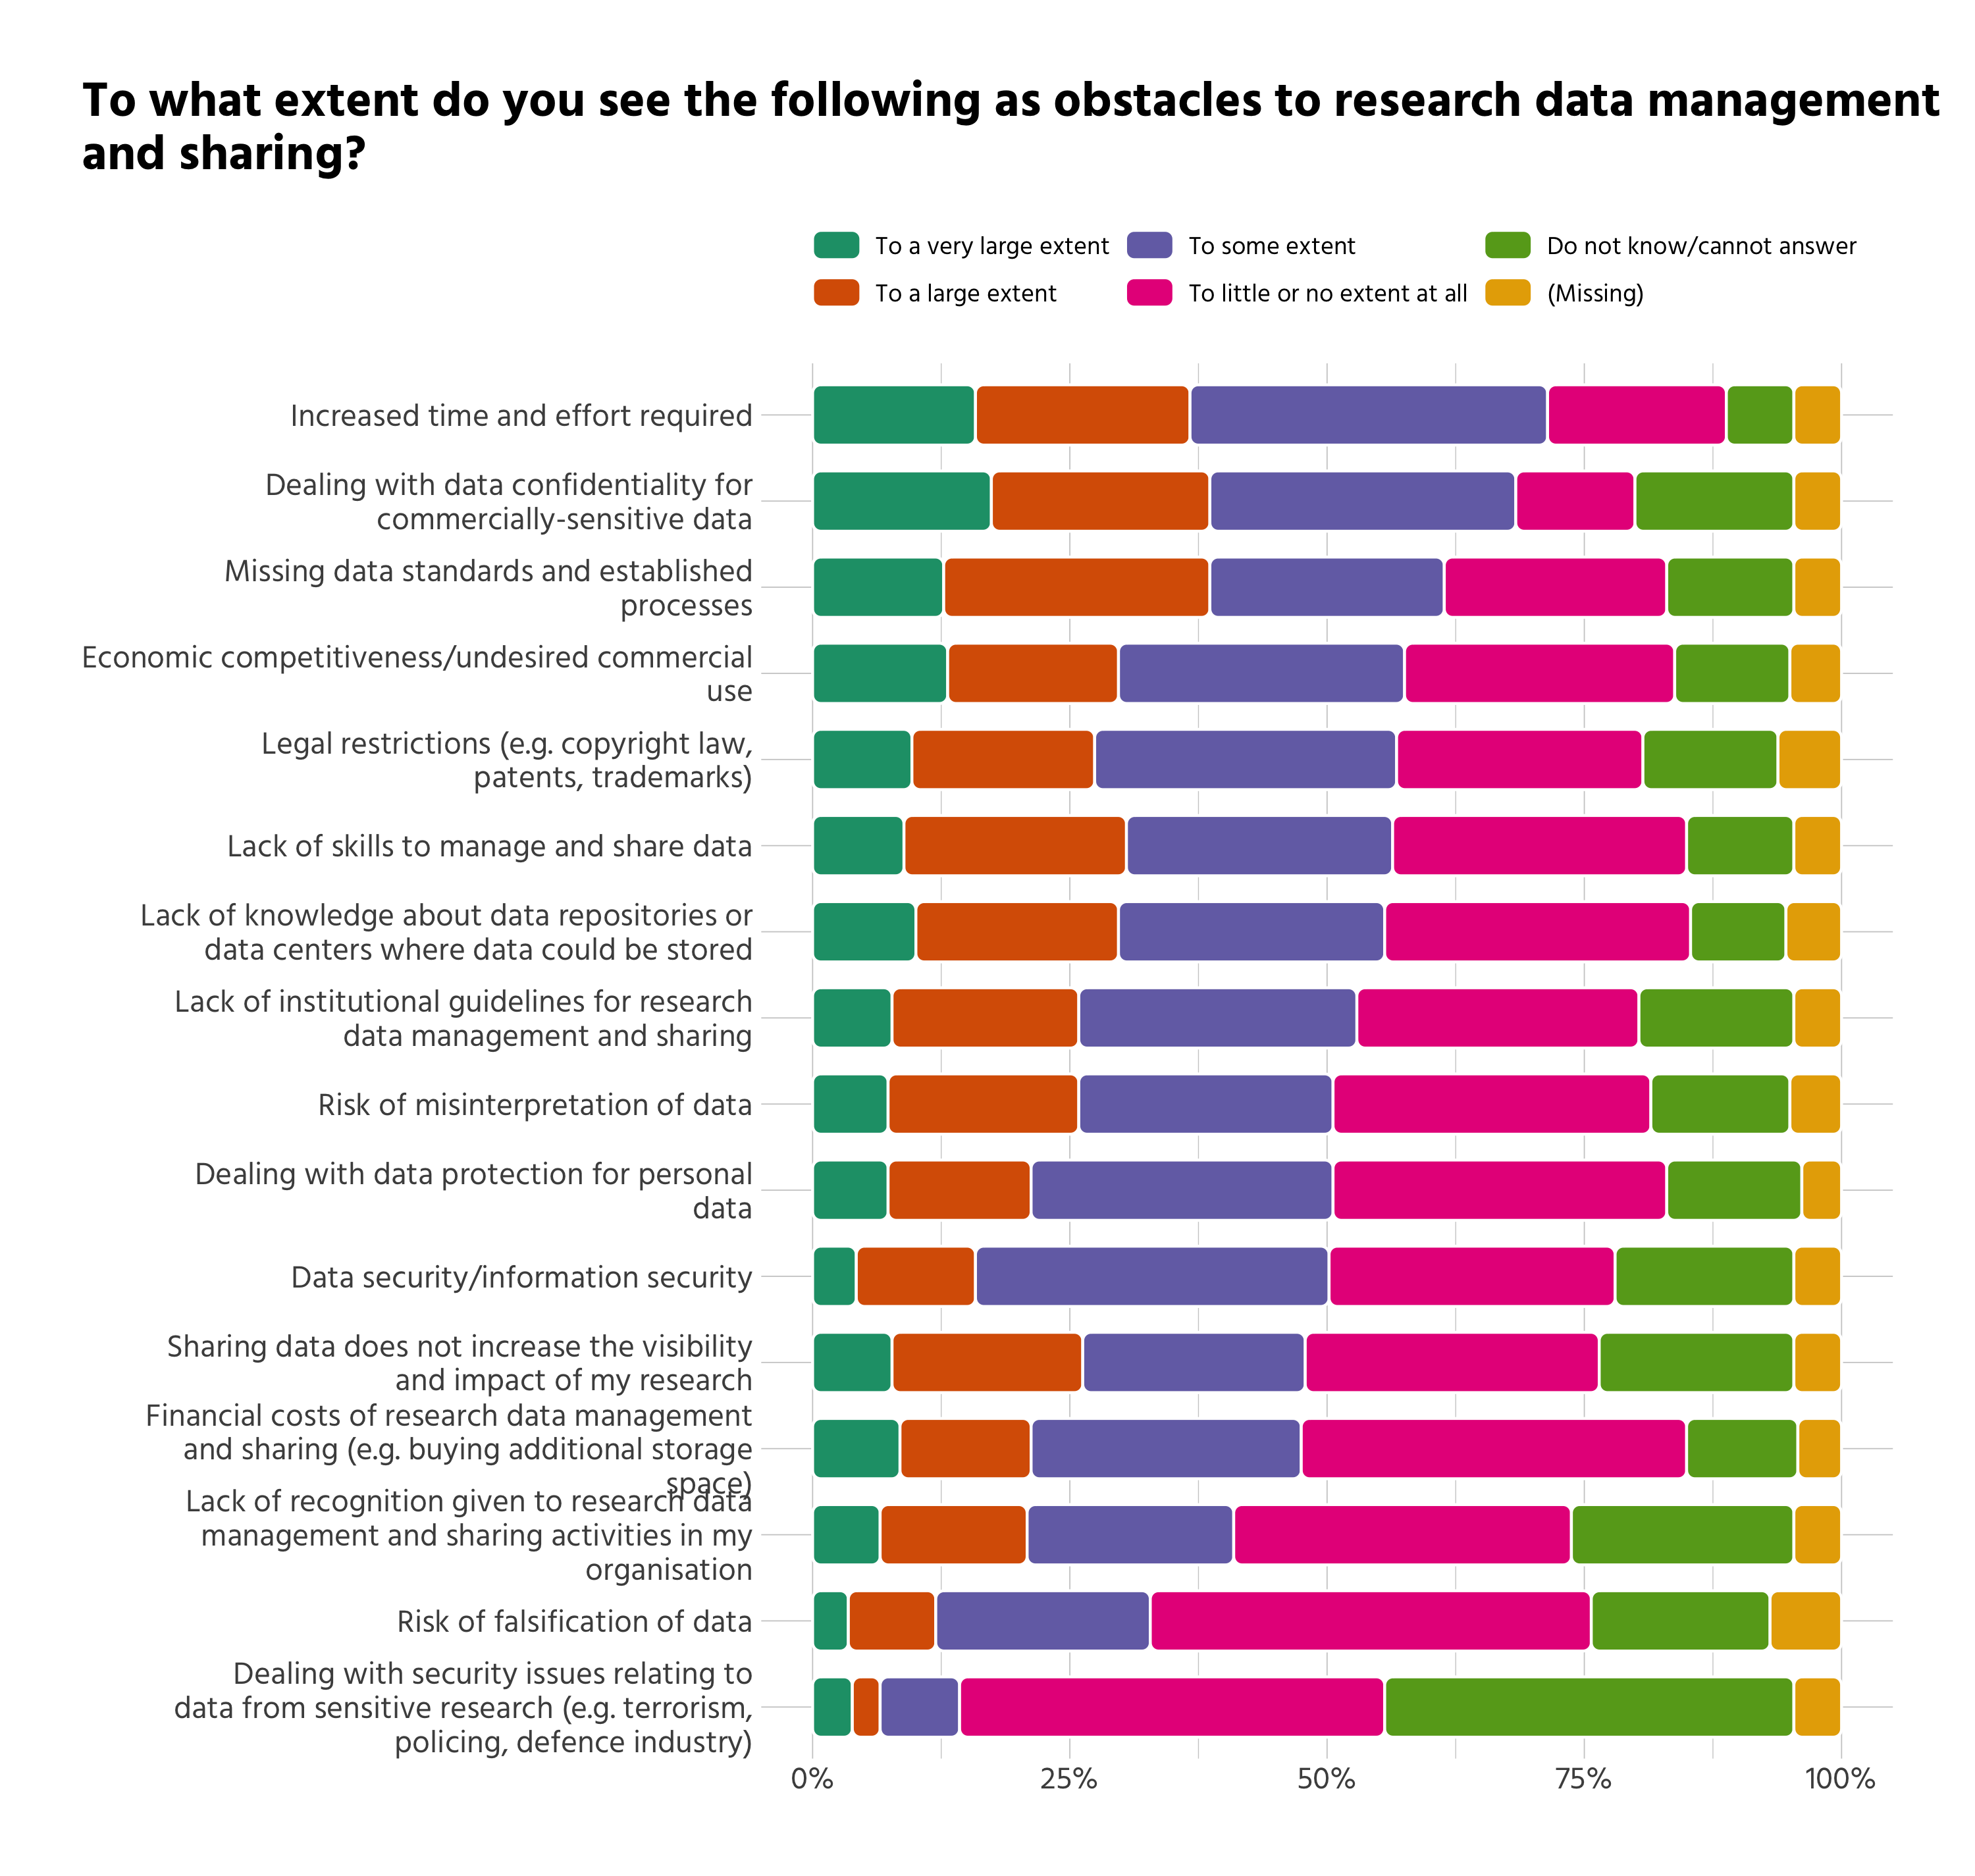 To what extent do you see the following as obstacles to research data management
and sharing?
To a very large extent
To some extent
Do not know/cannot answer
To a large extent
To little or no extent at all
(Missing)
Increased time and effort required
Dealing with data confidentiality for
commercially-sensitive data
Missing data standards and established
processes
Economic competitiveness/undesired commercial
use
Legal restrictions (e.g. copyright law,
patents, trademarks)
Lack of skills to manage and share data
Lack of knowledge about data repositories or
data centers where data could be stored
Lack of institutional guidelines for research
data management and sharing
Risk of misinterpretation of data
Dealing with data protection for personal
data
Data security/information security
Sharing data does not increase the visibility
and impact of my research
Financial costs of research data management
and sharing (e.g. buying additional storage
space)
Lack of recognition given to research data
management and sharing activities in my
organisation
Risk of falsification of data
Dealing with security issues relating to
data from sensitive research (e.g. terrorism,
policing, defence industry)
0%
25%
50%
75%
100%